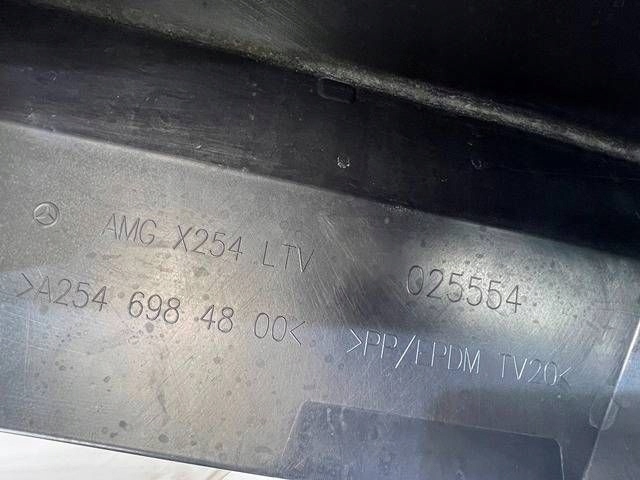 AMG X254 LTV
025554
>A254 698 48 00<
>PP/EPDM TV20<